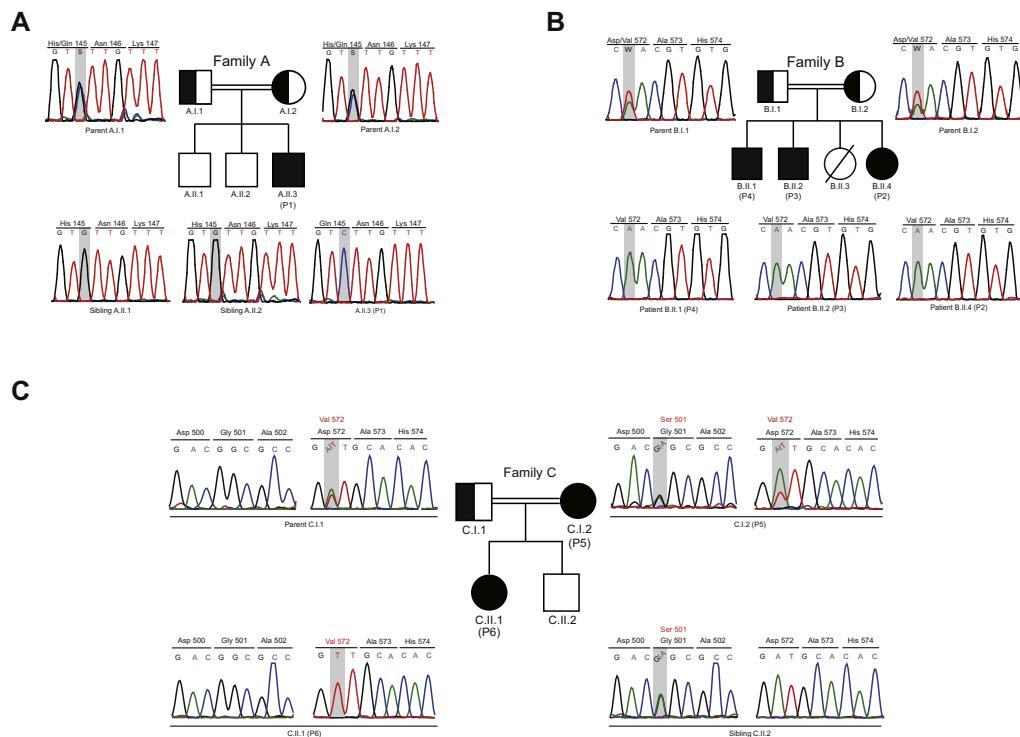 A
His/Gln 145 Asn 146 Lys 147
G T S T T G T T T
Parent A.I.1
Family A
A.I.1
A.I.2
His/Gln 145 Asn 146 Lys 147
G T S T T G T T T
Parent A.I.2
A.II.1
A.II.2
A.II.3
(P1)
His 145 Asn 146 Lys 147
G T G T T G T T T
Sibling A.II.1
His 145 Asn 146 Lys 147
G T G T T G T T T
Sibling A.II.2
Gln 145 Asn 146 Lys 147
G T C T T G T T T
A.II.3 (P1)
B
Asp/Val 572 Ala 573 His 574
C W A C G T G T G
Parent B.I.1
Family B
B.I.1
B.I.2
Asp/Val 572 Ala 573 His 574
C W A C G T G T G
Parent B.I.2
B.II.1
(P4)
B.II.2
(P3)
B.II.3
B.II.4
(P2)
Val 572 Ala 573 His 574
C A A C G T G T G
Patient B.II.1 (P4)
Val 572 Ala 573 His 574
C A A C G T G T G
Patient B.II.2 (P3)
Val 572 Ala 573 His 574
C A A C G T G T G
Patient B.II.4 (P2)
C
Val 572
Asp 500 Gly 501 Ala 502 Asp 572 Ala 573 His 574
G A C G G C G C C G A/T T G C A C A C
Parent C.I.1
Family C
C.I.1
C.I.2
(P5)
Ser 501 Val 572
Asp 500 Gly 501 Ala 502 Asp 572 Ala 573 His 574
G A C G/A G C G C C G A/T T G C A C A C
C.I.2 (P5)
C.II.1
(P6)
C.II.2
Asp 500 Gly 501 Ala 502 Val 572 Ala 573 His 574
G A C G G C G C C G T T G C A C A C
C.II.1 (P6)
Ser 501
Asp 500 Gly 501 Ala 502 Asp 572 Ala 573 His 574
G A C G/A G C G C C G A T G C A C A C
Sibling C.II.2